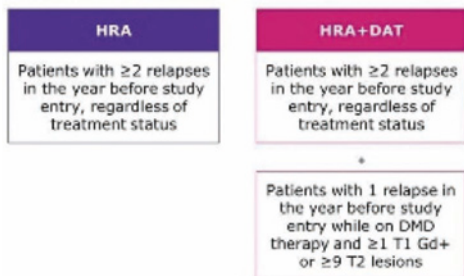 HRA
Patients with ≥2 relapses
in the year before study
entry, regardless of
treatment status
HRA+DAT
Patients with ≥2 relapses
in the year before study
entry, regardless of
treatment status
+
Patients with 1 relapse in
the year before study
entry while on DMD
therapy and ≥1 T1 Gd+
or ≥9 T2 lesions